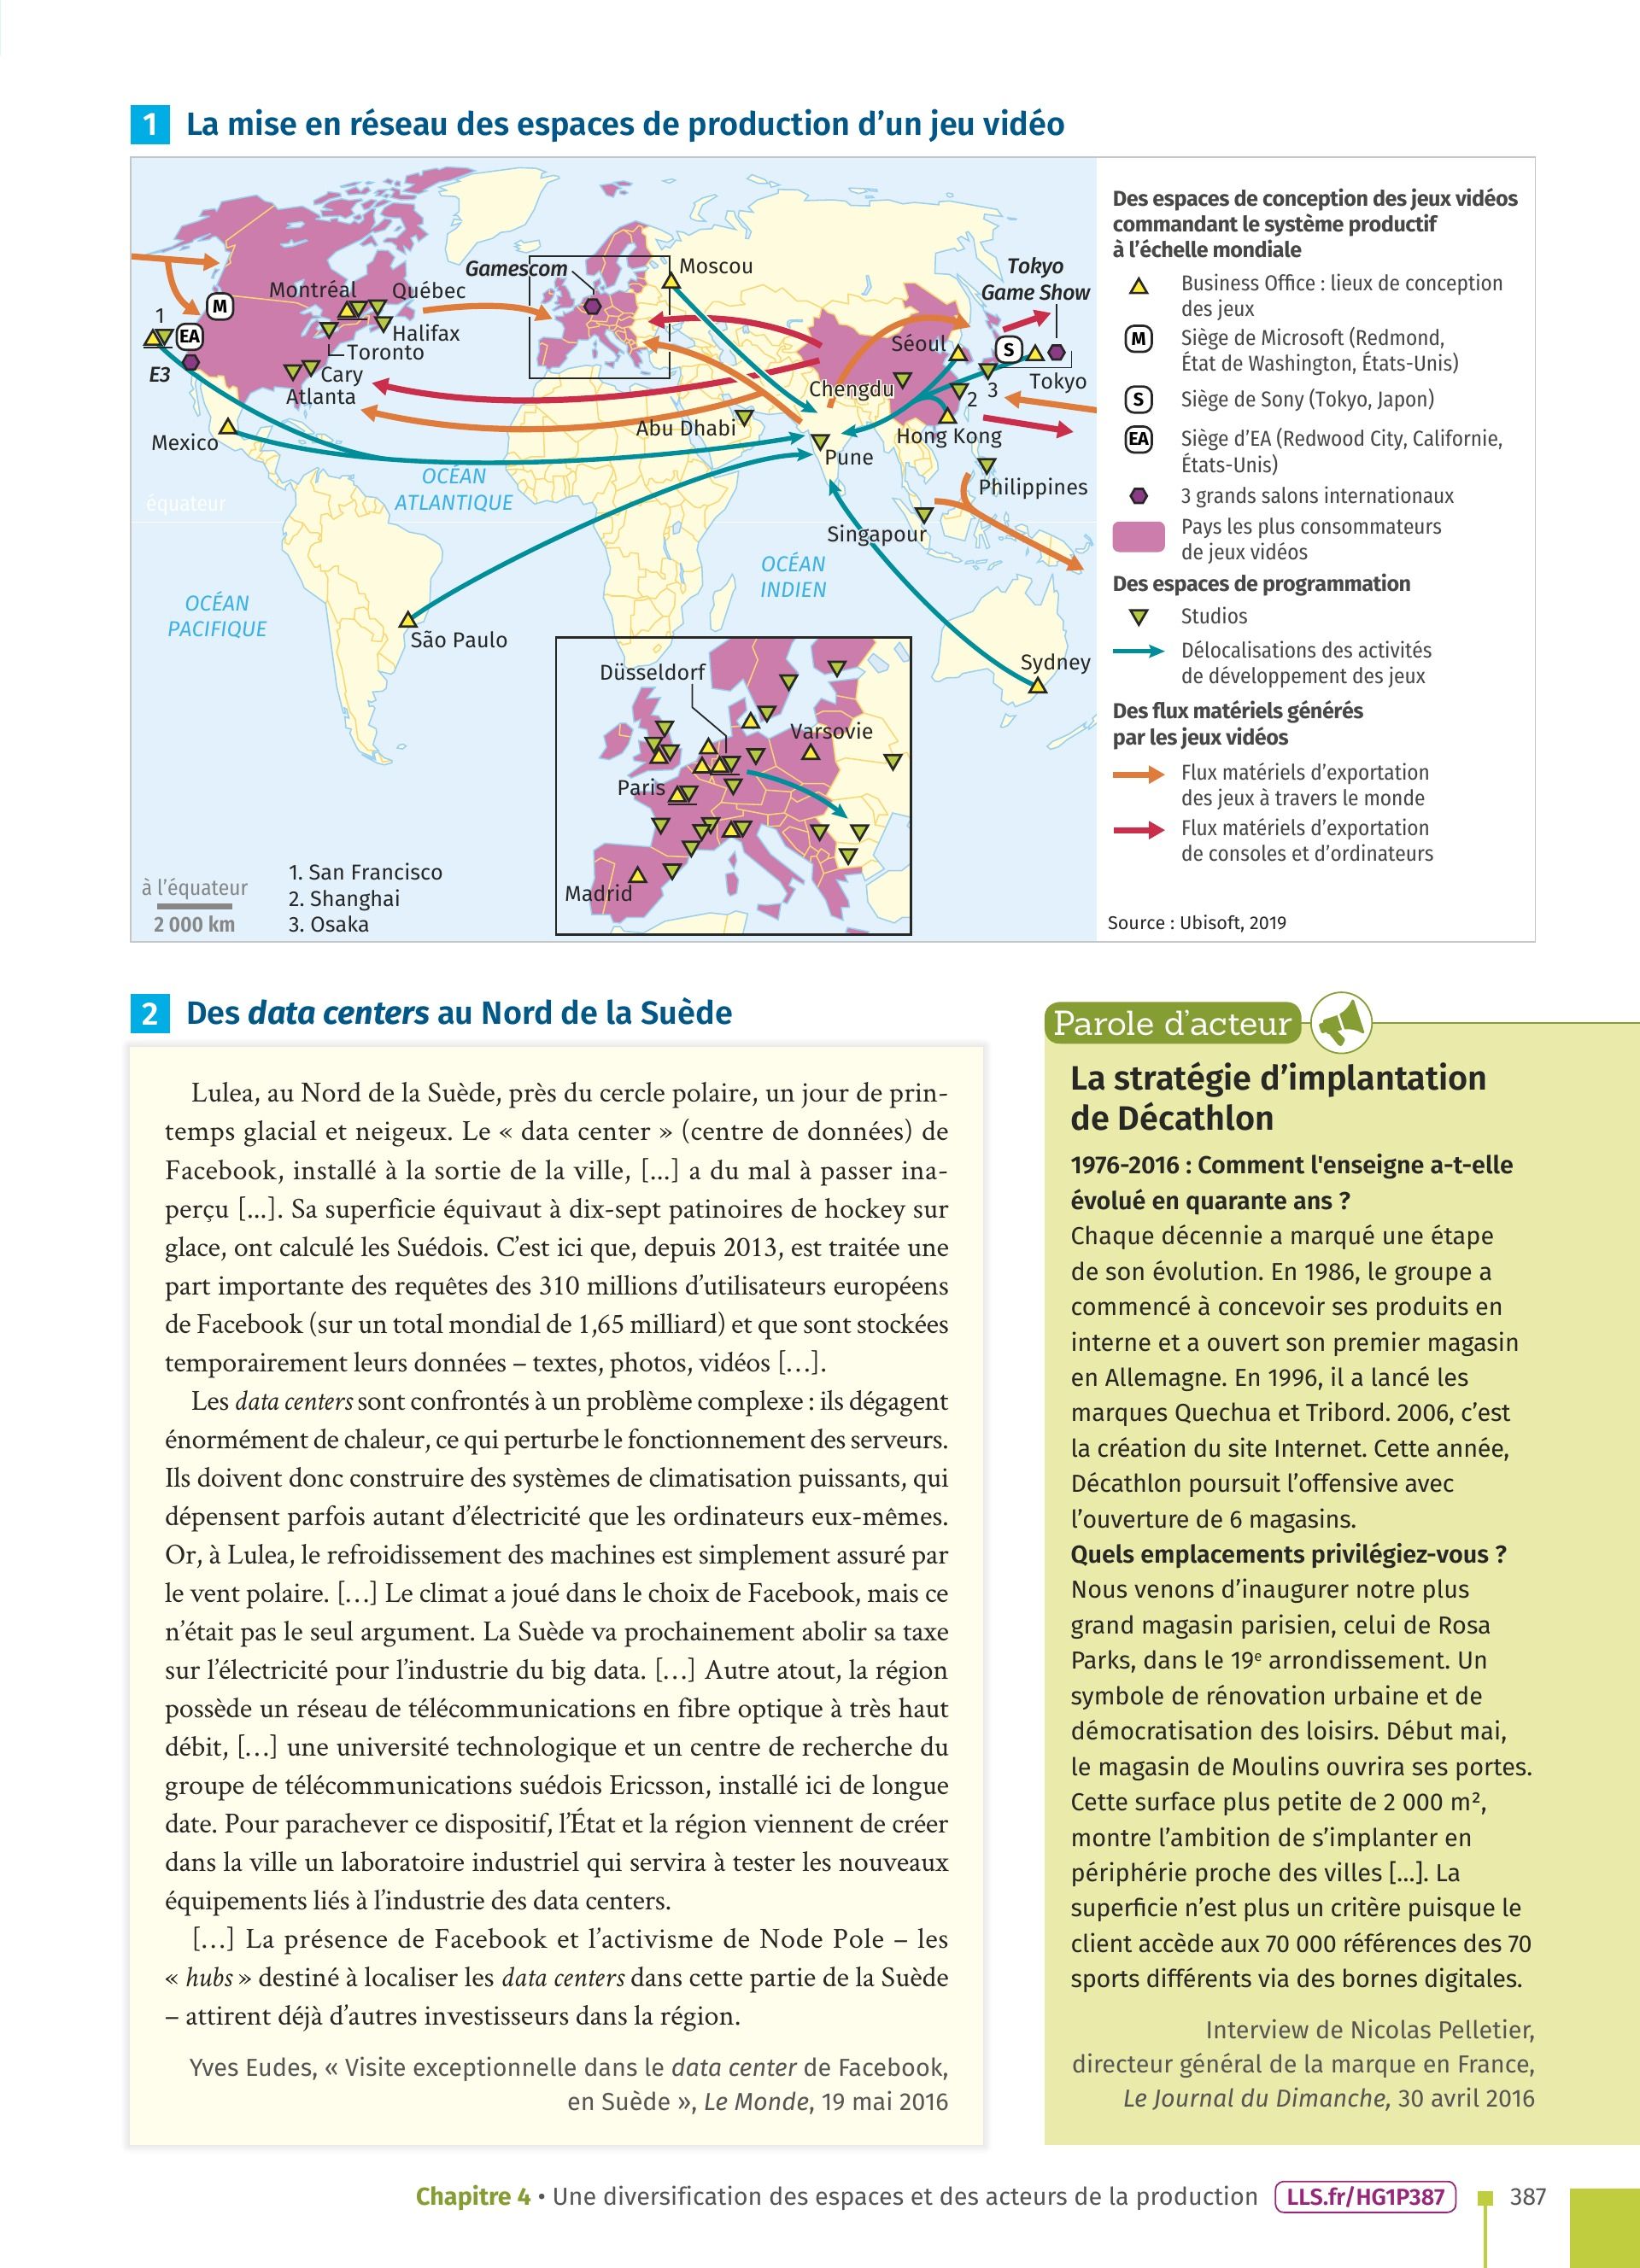 1 La mise en réseau des espaces de production d'un jeu vidéo
Gamescom
Moscou
Tokyo
Game Show
Montréal
Québec
M
1
EA
Halifax
Toronto
E3
Cary
Atlanta
Séoul
S
Tokyo
Chengdu
3
2
Mexico
Abu Dhabi
Hong Kong
Pune
OCÉAN
ATLANTIQUE
Philippines
équateur
Singapour
OCÉAN
INDIEN
OCÉAN
PACIFIQUE
São Paulo
Sydney
Düsseldorf
Varsovie
Paris
Madrid
à l'équateur
2 000 km
1. San Francisco
2. Shanghai
3. Osaka
Des espaces de conception des jeux vidéos
commandant le système productif
à l'échelle mondiale
Business Office : lieux de conception
des jeux
M Siège de Microsoft (Redmond,
État de Washington, États-Unis)
S Siège de Sony (Tokyo, Japon)
EA Siège d'EA (Redwood City, Californie,
États-Unis)
3 grands salons internationaux
Pays les plus consommateurs
de jeux vidéos
Des espaces de programmation
Studios
Délocalisations des activités
de développement des jeux
Des flux matériels générés
par les jeux vidéos
Flux matériels d'exportation
des jeux à travers le monde
Flux matériels d'exportation
de consoles et d'ordinateurs
Source : Ubisoft, 2019
2 Des data centers au Nord de la Suède
Lulea, au Nord de la Suède, près du cercle polaire, un jour de prin-
temps glacial et neigeux. Le « data center » (centre de données) de
Facebook, installé à la sortie de la ville, [...] a du mal à passer ina-
perçu [...]. Sa superficie équivaut à dix-sept patinoires de hockey sur
glace, ont calculé les Suédois. C'est ici que, depuis 2013, est traitée une
part importante des requêtes des 310 millions d'utilisateurs européens
de Facebook (sur un total mondial de 1,65 milliard) et que sont stockées
temporairement leurs données – textes, photos, vidéos […].
Les data centers sont confrontés à un problème complexe : ils dégagent
énormément de chaleur, ce qui perturbe le fonctionnement des serveurs.
Ils doivent donc construire des systèmes de climatisation puissants, qui
dépensent parfois autant d'électricité que les ordinateurs eux-mêmes.
Or, à Lulea, le refroidissement des machines est simplement assuré par
le vent polaire. […] Le climat a joué dans le choix de Facebook, mais ce
n'était pas le seul argument. La Suède va prochainement abolir sa taxe
sur l'électricité pour l'industrie du big data. […] Autre atout, la région
possède un réseau de télécommunications en fibre optique à très haut
débit, […] une université technologique et un centre de recherche du
groupe de télécommunications suédois Ericsson, installé ici de longue
date. Pour parachever ce dispositif, l'État et la région viennent de créer
dans la ville un laboratoire industriel qui servira à tester les nouveaux
équipements liés à l'industrie des data centers.
[…] La présence de Facebook et l'activisme de Node Pole – les
« hubs » destiné à localiser les data centers dans cette partie de la Suède
– attirent déjà d'autres investisseurs dans la région.
Yves Eudes, « Visite exceptionnelle dans le data center de Facebook,
en Suède », Le Monde, 19 mai 2016
Parole d'acteur
La stratégie d'implantation
de Décathlon
1976-2016 : Comment l'enseigne a-t-elle
évolué en quarante ans ?
Chaque décennie a marqué une étape
de son évolution. En 1986, le groupe a
commencé à concevoir ses produits en
interne et a ouvert son premier magasin
en Allemagne. En 1996, il a lancé les
marques Quechua et Tribord. 2006, c'est
la création du site Internet. Cette année,
Décathlon poursuit l'offensive avec
l'ouverture de 6 magasins.
Quels emplacements privilégiez-vous ?
Nous venons d'inaugurer notre plus
grand magasin parisien, celui de Rosa
Parks, dans le 19e arrondissement. Un
symbole de rénovation urbaine et de
démocratisation des loisirs. Début mai,
le magasin de Moulins ouvrira ses portes.
Cette surface plus petite de 2 000 m²,
montre l'ambition de s'implanter en
périphérie proche des villes [...]. La
superficie n'est plus un critère puisque le
client accède aux 70 000 références des 70
sports différents via des bornes digitales.
Interview de Nicolas Pelletier,
directeur général de la marque en France,
Le Journal du Dimanche, 30 avril 2016
Chapitre 4 • Une diversification des espaces et des acteurs de la production LLS.fr/HG1P387 387